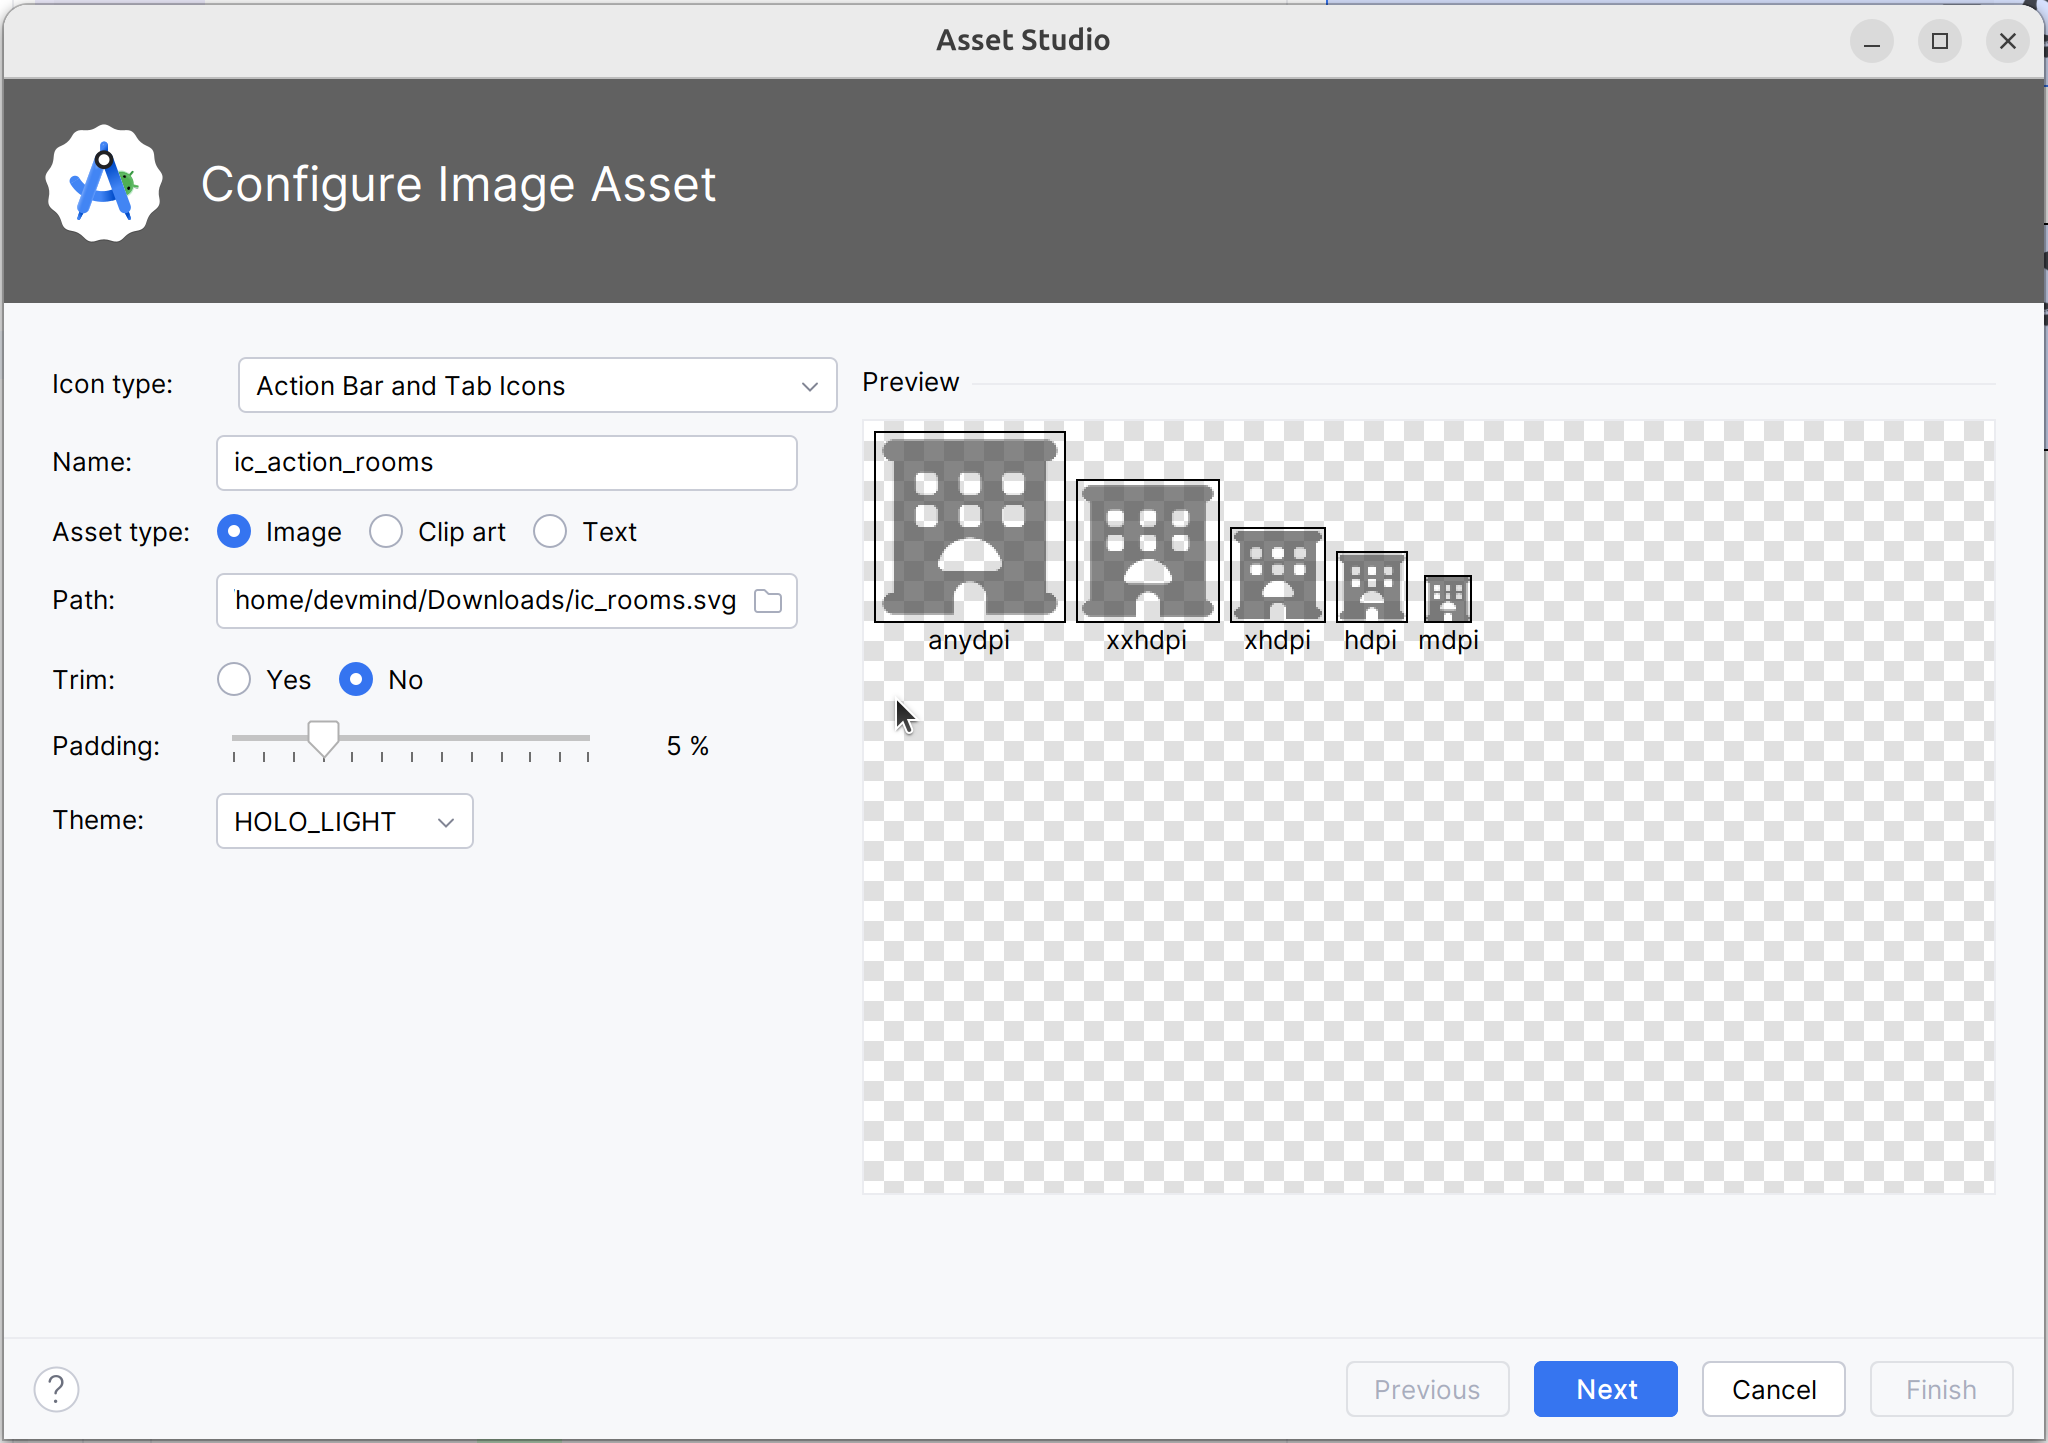 Asset Studio
Configure Image Asset
Icon type:
Action Bar and Tab Icons
Name:
ic_action_rooms
Asset type:
Image
Clip art
Text
Path:
home/devmind/Downloads/ic_rooms.svg
Trim:
Yes
No
Padding:
5 %
Theme:
HOLO_LIGHT
Preview
anydpi
xxhdpi
xhdpi
hdpi
mdpi
?
Previous
Next
Cancel
Finish